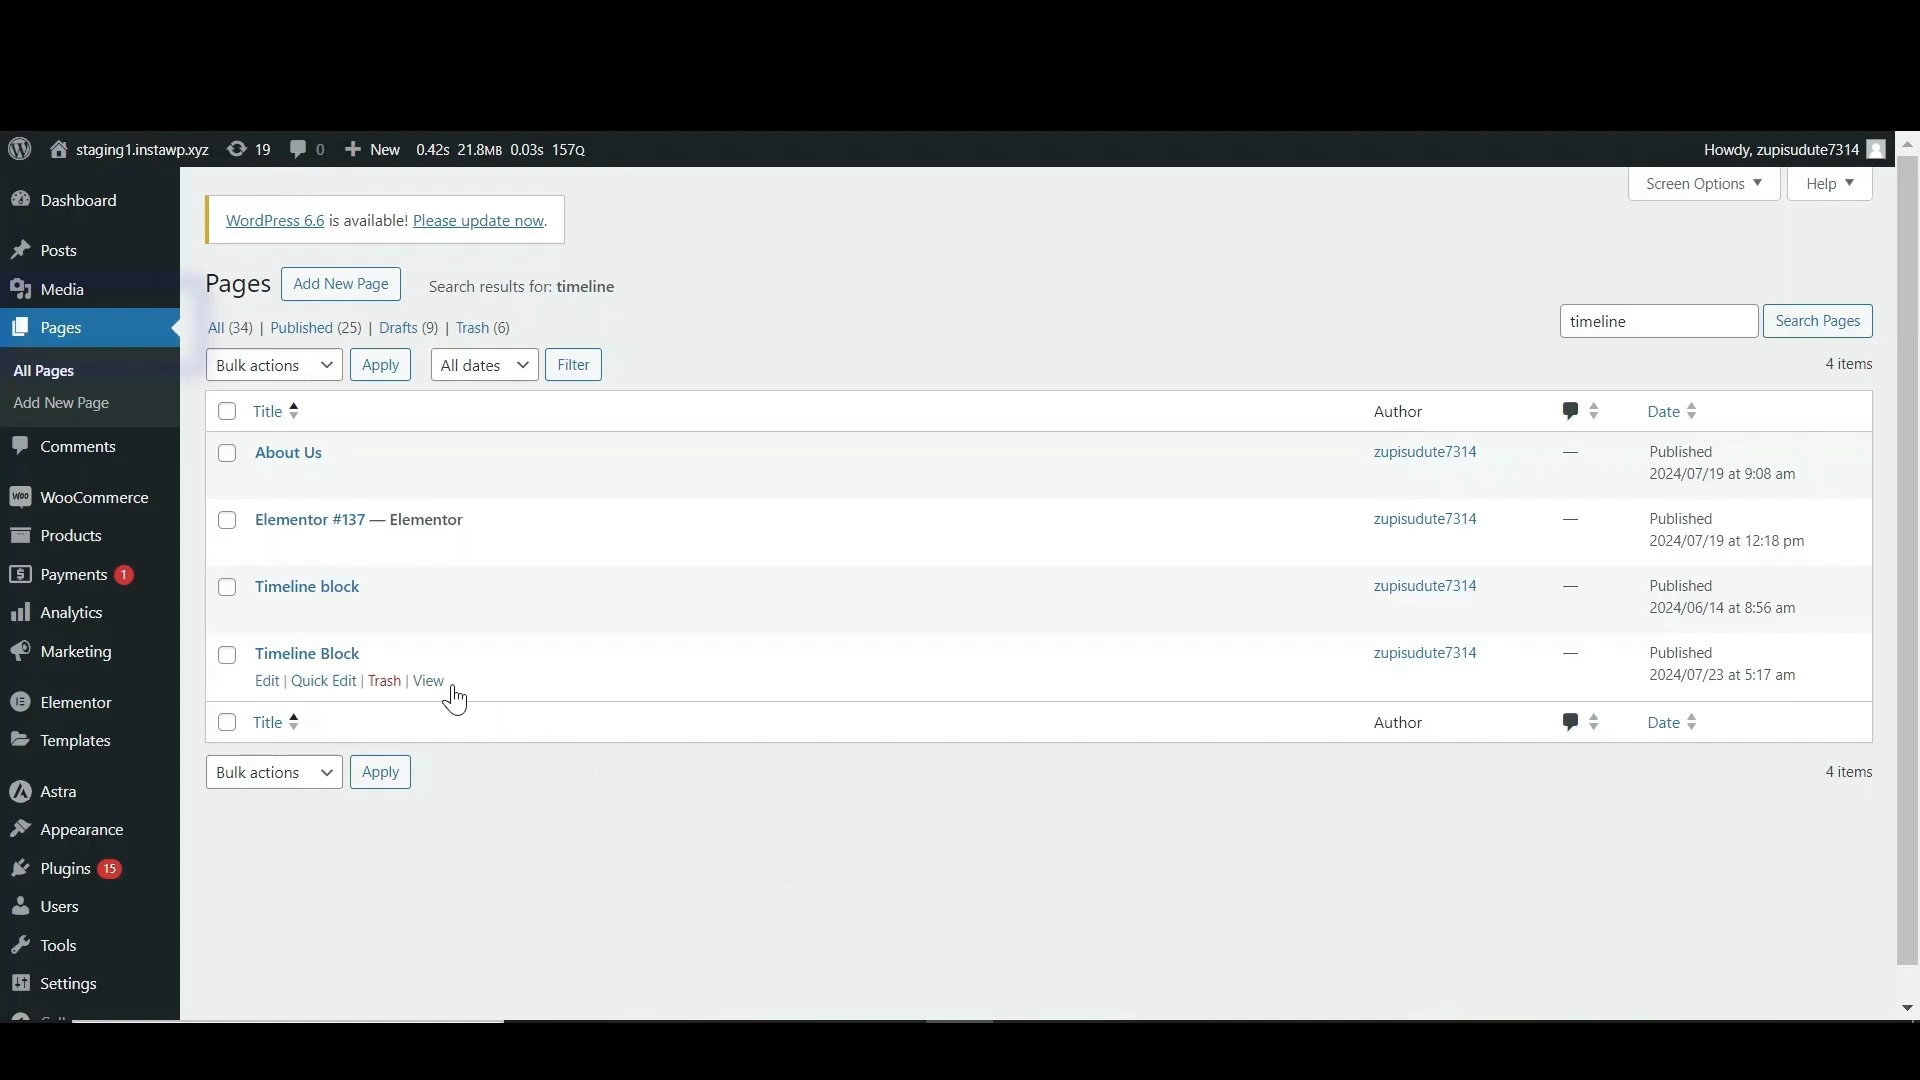 staging1.instawp.xyz 19 0 New 0.42s 21.8MB 0.03s 157Q Howdy, zupisudute7314
Screen Options Help
Dashboard
Posts
Media
Pages
All Pages
Add New Page
Comments
WooCommerce
Products
Payments 1
Analytics
Marketing
Elementor
Templates
Astra
Appearance
Plugins 15
Users
Tools
Settings
WordPress 6.6 is available! Please update now.
Pages Add New Page Search results for: timeline
All (34) | Published (25) | Drafts (9) | Trash (6)
timeline Search Pages
Bulk actions Apply All dates Filter 4 items
Title Author Date
About Us zupisudute7314 — Published
2024/07/19 at 9:08 am
Elementor #137 — Elementor zupisudute7314 — Published
2024/07/19 at 12:18 pm
Timeline block zupisudute7314 — Published
2024/06/14 at 8:56 am
Timeline Block zupisudute7314 — Published
Edit | Quick Edit | Trash | View 2024/07/23 at 5:17 am
Title Author Date
Bulk actions Apply 4 items